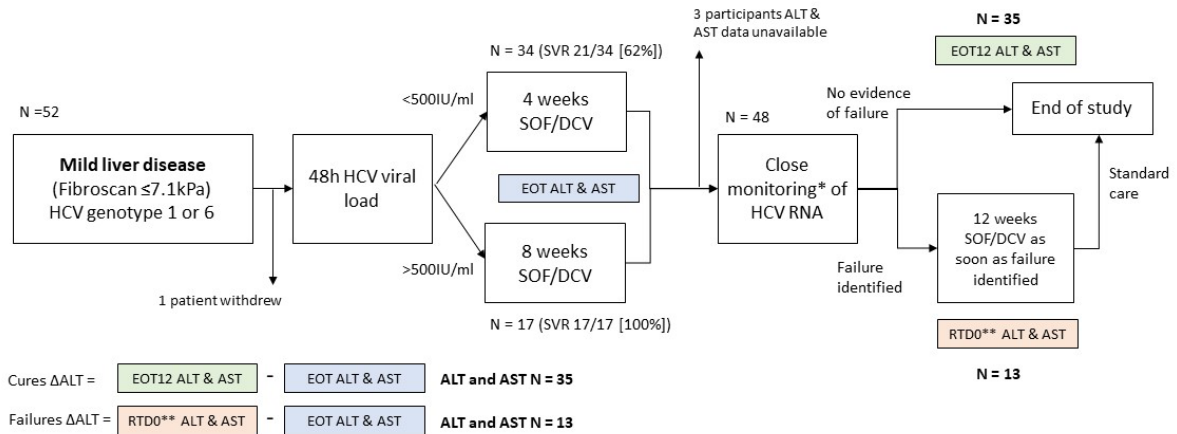 N =52
Mild liver disease
(Fibroscan ≤7.1kPa)
HCV genotype 1 or 6
1 patient withdrew
48h HCV viral
load
<500IU/ml
>500IU/ml
N = 34 (SVR 21/34 [62%])
4 weeks
SOF/DCV
EOT ALT & AST
8 weeks
SOF/DCV
N = 17 (SVR 17/17 [100%])
3 participants ALT &
AST data unavailable
N = 48
Close
monitoring* of
HCV RNA
No evidence
of failure
Failure
identified
N = 35
EOT12 ALT & AST
End of study
Standard
care
12 weeks
SOF/DCV as
soon as failure
identified
RTD0** ALT & AST
N = 13
Cures ΔALT = EOT12 ALT & AST - EOT ALT & AST ALT and AST N = 35
Failures ΔALT = RTD0** ALT & AST - EOT ALT & AST ALT and AST N = 13